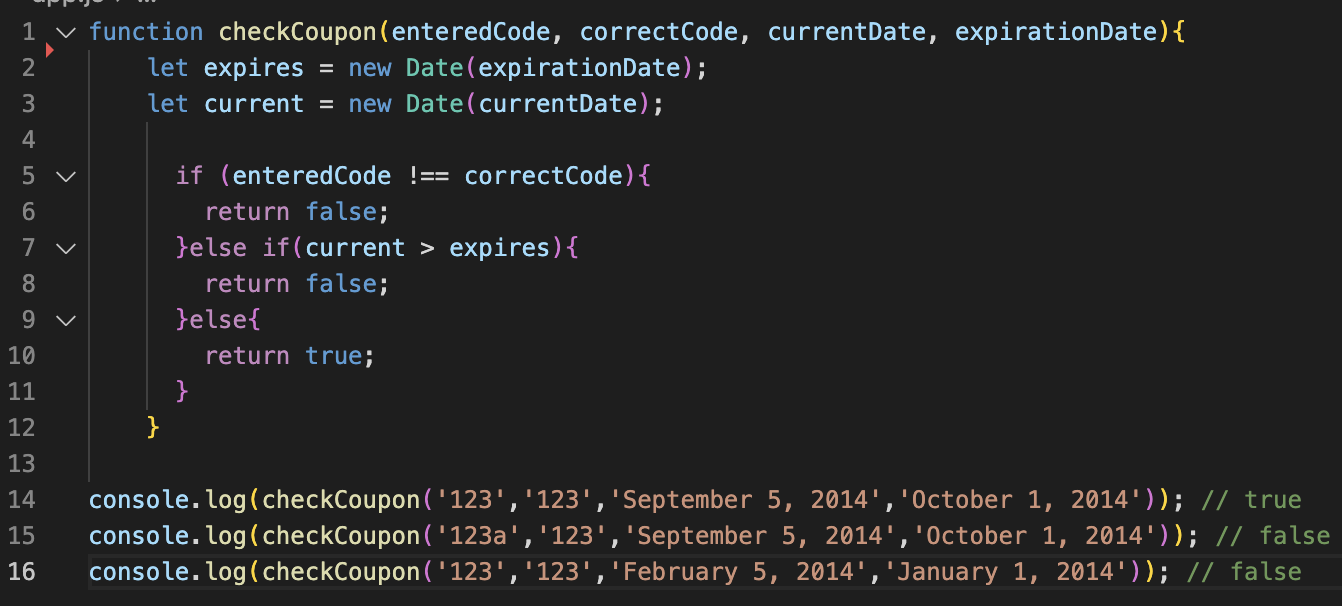 1 function checkCoupon(enteredCode, correctCode, currentDate, expirationDate){
2 let expires = new Date(expirationDate);
3 let current = new Date(currentDate);
4
5 if (enteredCode !== correctCode){
6 return false;
7 }else if(current > expires){
8 return false;
9 }else{
10 return true;
11 }
12 }
13
14 console.log(checkCoupon('123','123','September 5, 2014','October 1, 2014')); // true
15 console.log(checkCoupon('123a','123','September 5, 2014','October 1, 2014')); // false
16 console.log(checkCoupon('123','123','February 5, 2014','January 1, 2014')); // false